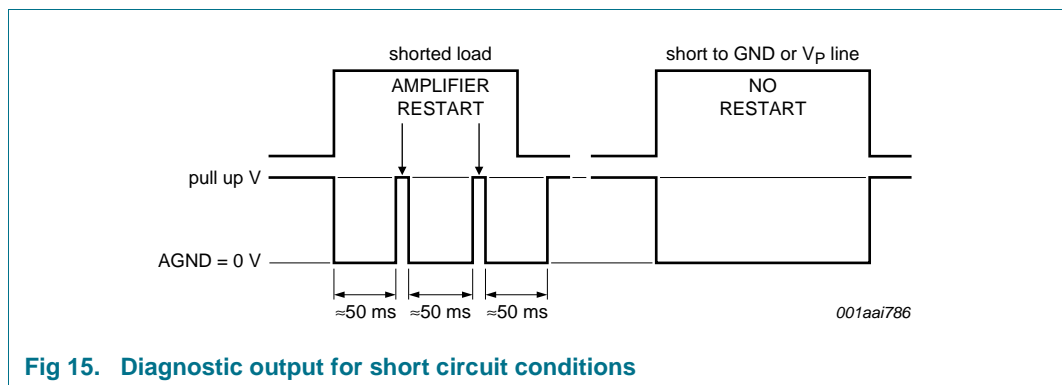 shorted load
short to GND or VP line
AMPLIFIER
RESTART
NO
RESTART
pull up V
AGND = 0 V
≈50 ms
≈50 ms
≈50 ms
001aai786
Fig 15. Diagnostic output for short circuit conditions